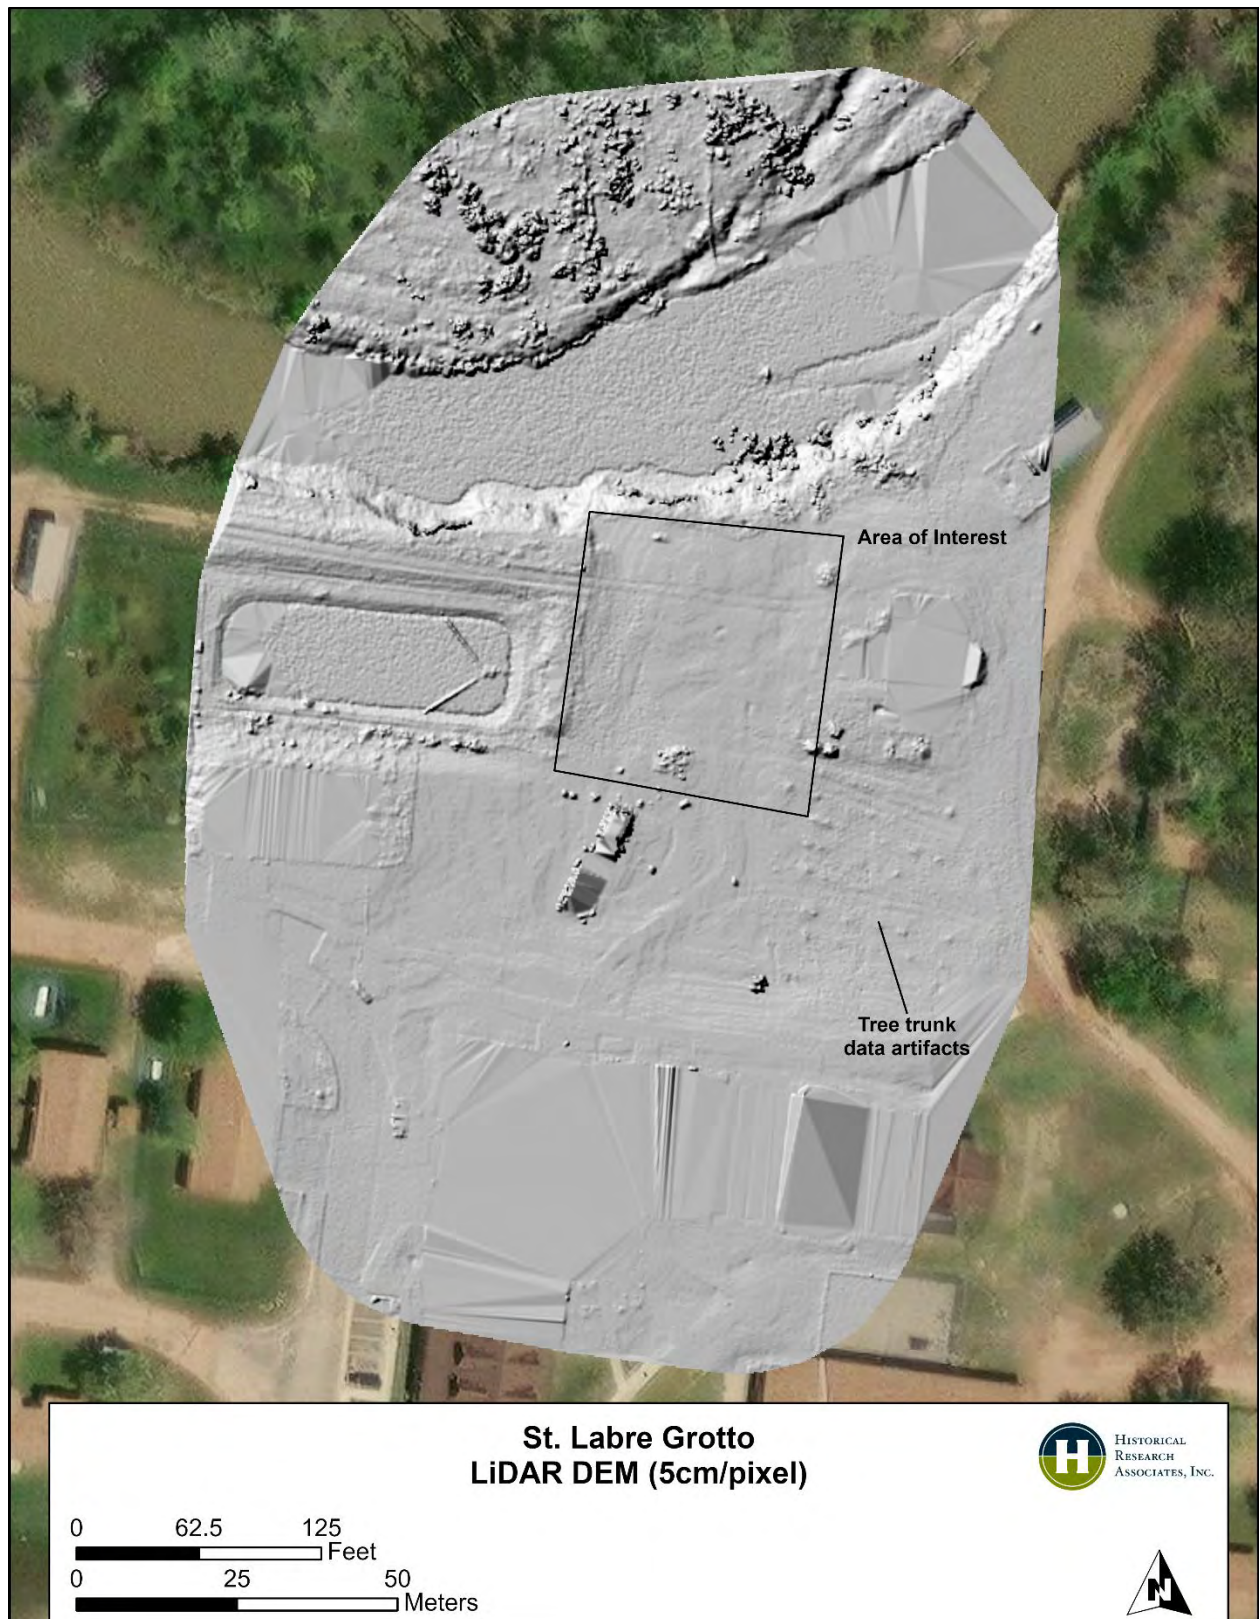 Area of Interest
Tree trunk
data artifacts
St. Labre Grotto
LiDAR DEM (5cm/pixel)
H
HISTORICAL
RESEARCH
ASSOCIATES, INC.
0 62.5 125
Feet
0 25 50
Meters
N